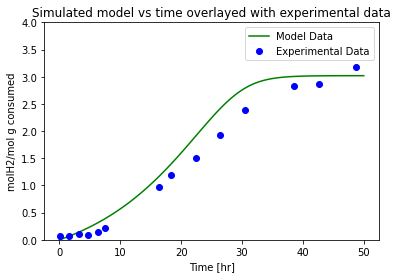 Simulated model vs time overlayed with experimental data
Model Data
Experimental Data
molH2/mol g consumed
4.0
3.5
3.0
2.5
2.0
1.5
1.0
0.5
0.0
0 10 20 30 40 50
Time [hr]